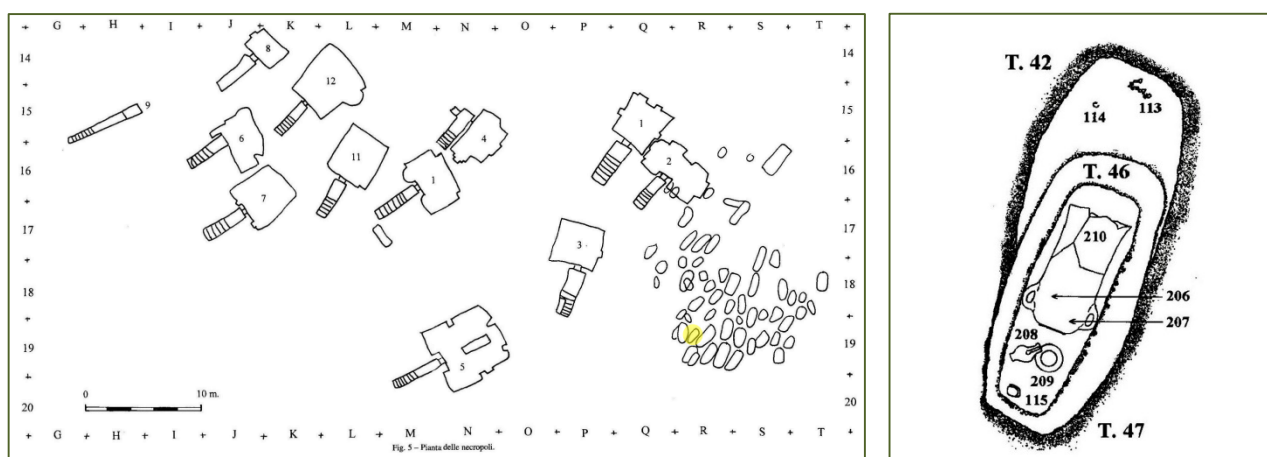 G H I J K L M N O P Q R S T
14 8 14
12
15 9 15
1 4
6
11 2
16 1 16
7
17 17
3
18 18
19 5 19
0 10 m.
20 20
G H I J K L M N O P Q R S T
Fig. 5 – Pianta delle necropoli.
T. 42
113
114
T. 46
210
206
207
208
209
115
T. 47